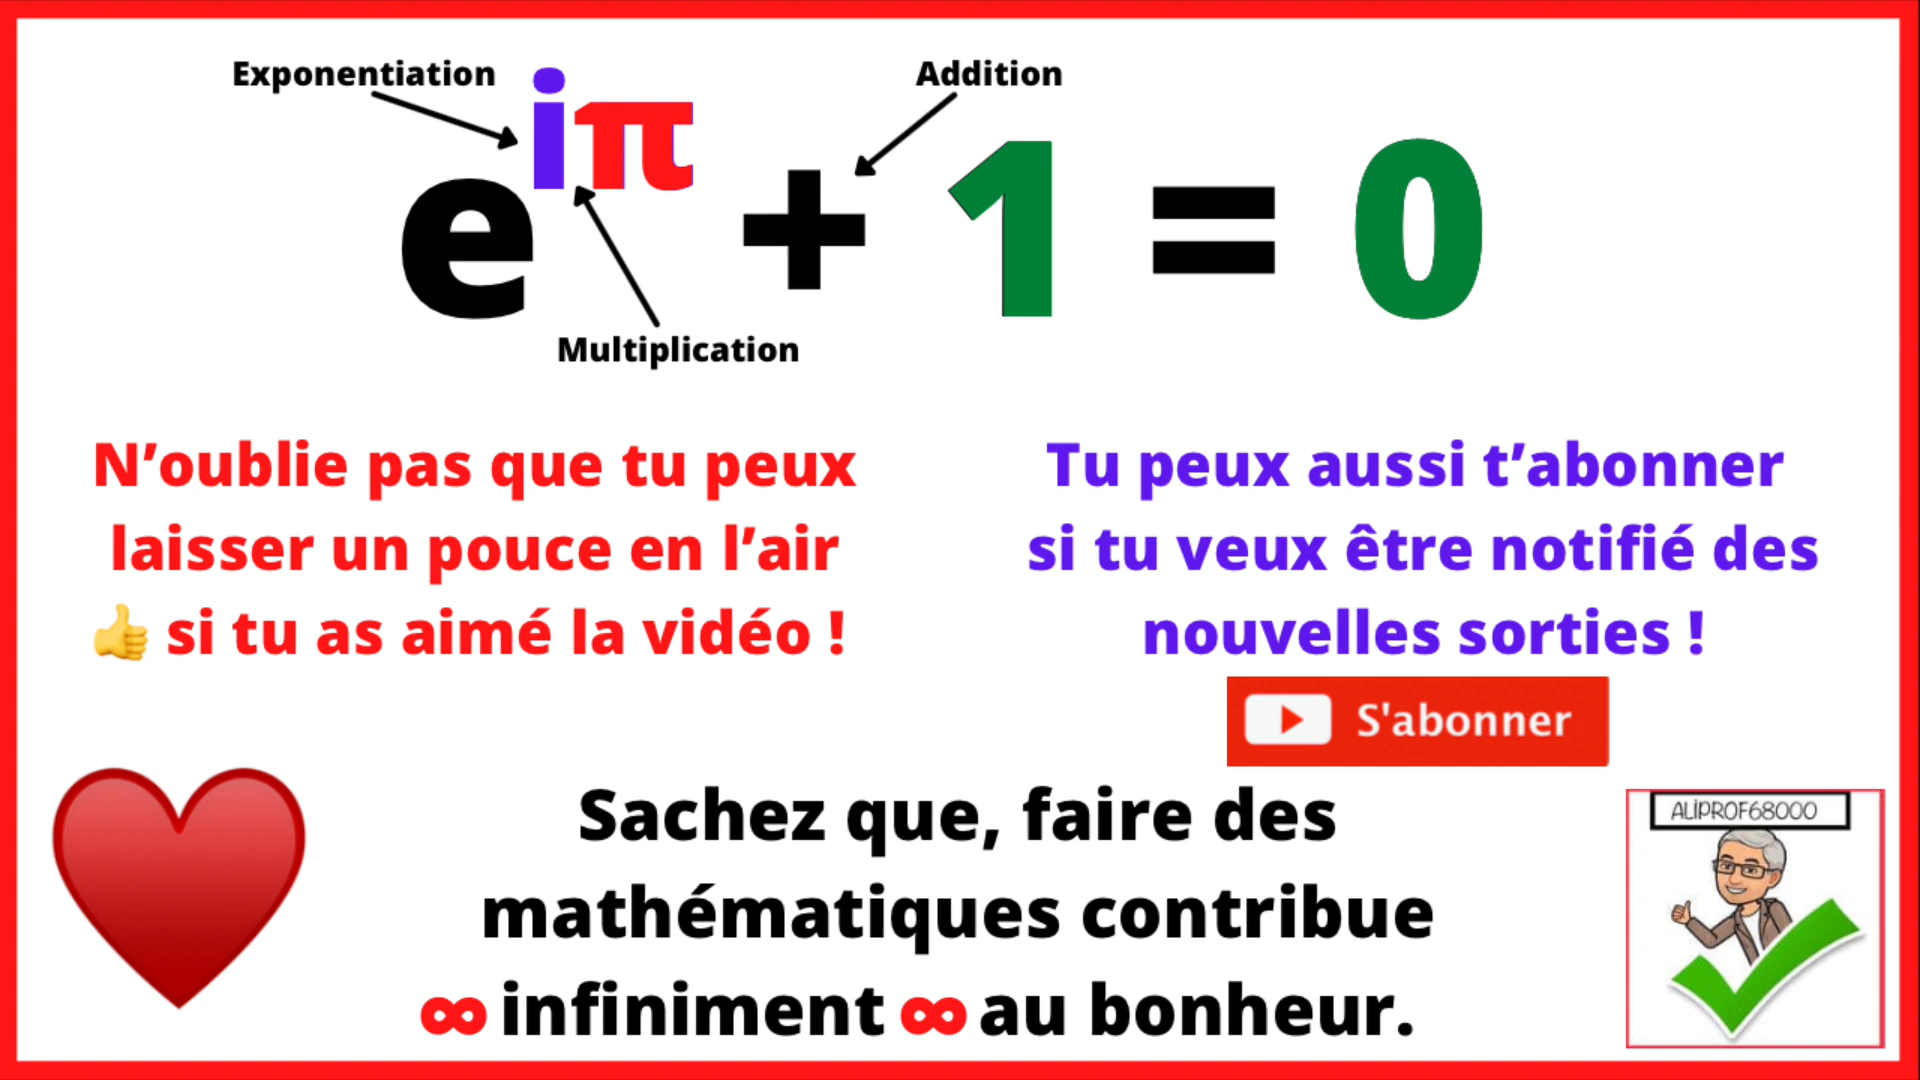 Exponentiation
Addition
e^{iπ} + 1 = 0
Multiplication
N’oublie pas que tu peux
laisser un pouce en l’air
👍 si tu as aimé la vidéo !
Tu peux aussi t’abonner
si tu veux être notifié des
nouvelles sorties !
S'abonner
Sachez que, faire des
mathématiques contribue
∞ infiniment ∞ au bonheur.
ALIPROF68000